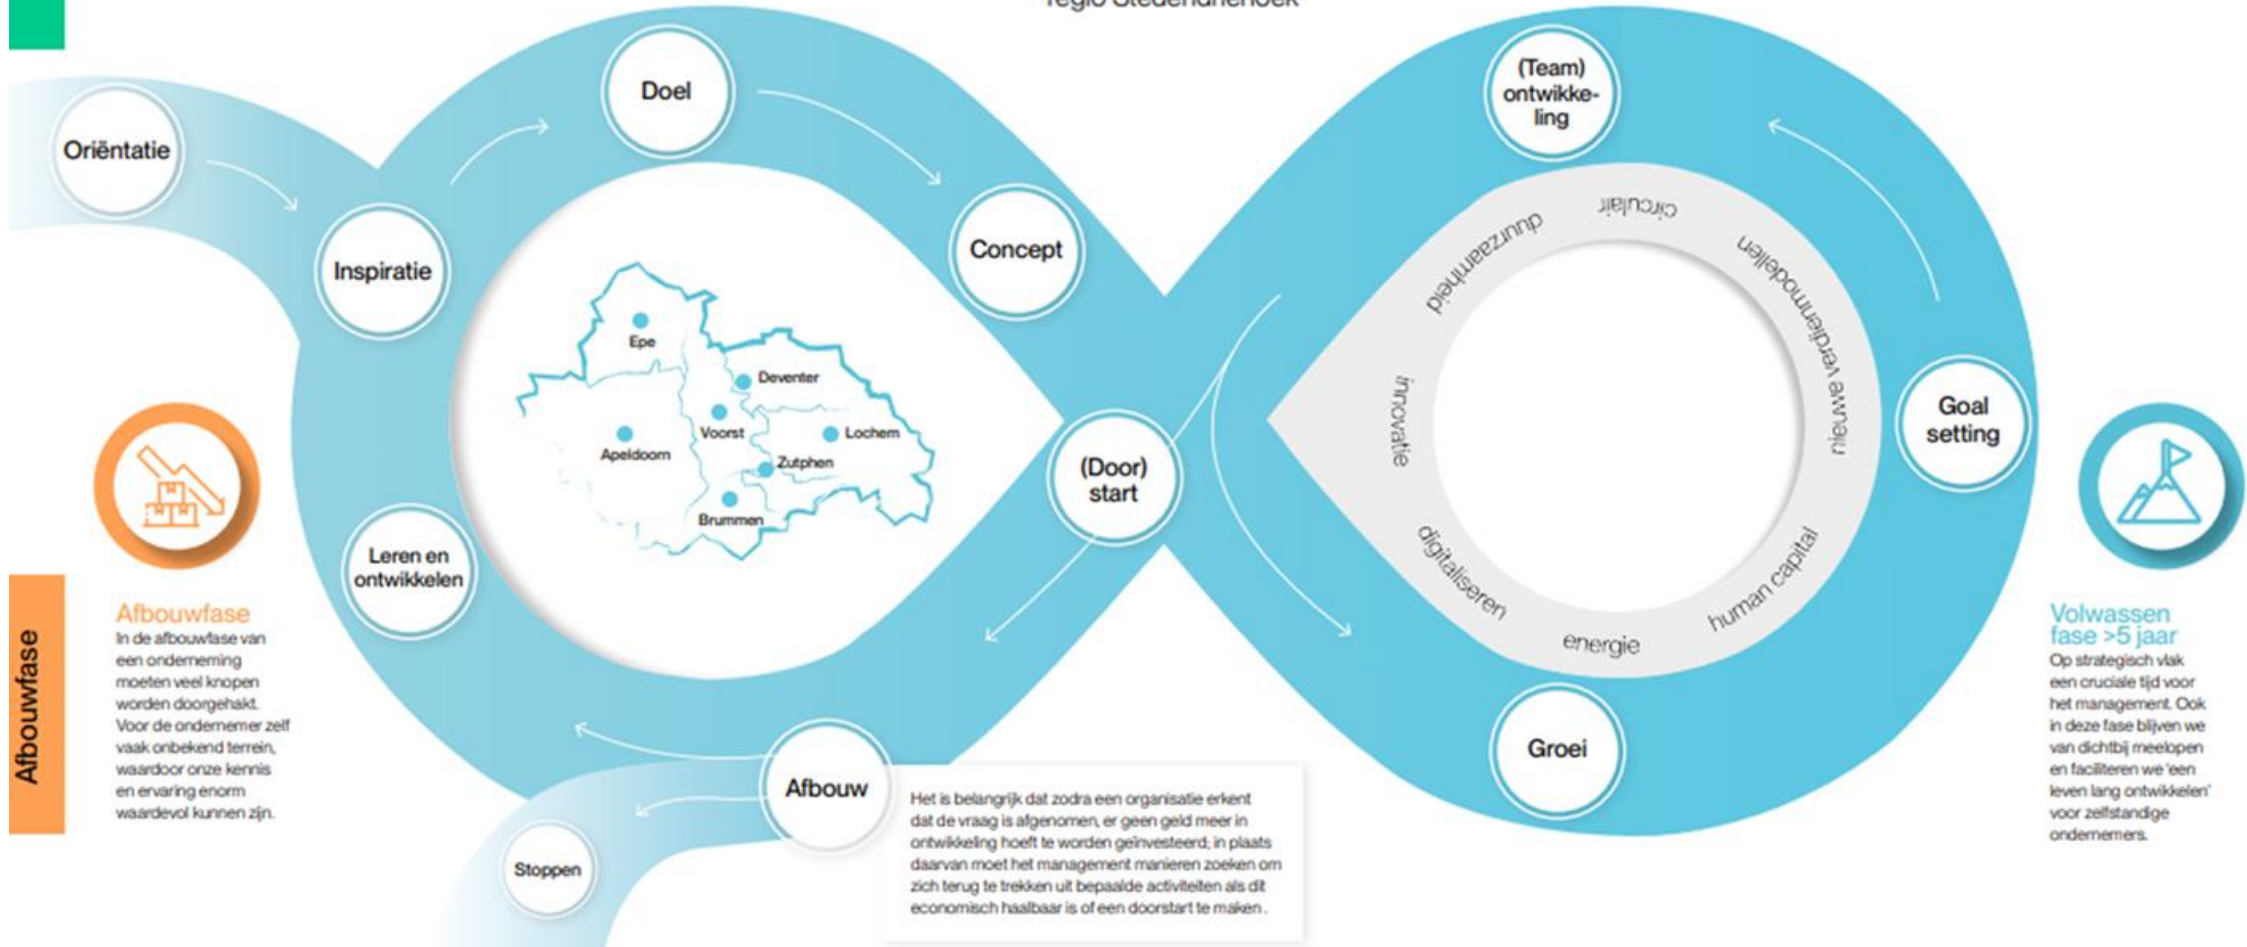 regio Stedendriehoek
Oriëntatie
Inspiratie
Doel
Concept
(Team)
ontwikke-
ling
Goal
setting
Groei
(Door)
start
Leren en
ontwikkelen
Afbouw
Stoppen
Epe
Deventer
Voorst
Lochem
Apeldoorn
Zutphen
Brummen
innovatie
duurzaamheid
circulair
nieuwe verdienemmodellen
human capital
energie
digitaliseren
Afbouwfase
Afbouwfase
In de afbouwfase van
een onderneming
moeten veel knopen
worden doorgehakt.
Voor de ondernemer zelf
vaak onbekend terrein,
waardoor onze kennis
en ervaring enorm
waardevol kunnen zijn.
Het is belangrijk dat zodra een organisatie erkent
dat de vraag is afgenomen, er geen geld meer in
ontwikkeling hoeft te worden geïnvesteerd; in plaats
daarvan moet het management manieren zoeken om
zich terug te trekken uit bepaalde activiteiten als dit
economisch haalbaar is of een doorstart te maken.
Volwassen
fase >5 jaar
Op strategisch vlak
een cruciale tijd voor
het management. Ook
in deze fase blijven we
van dichtbij meelopen
en faciliteren we 'een
leven lang ontwikkelen'
voor zelfstandige
ondernemers.